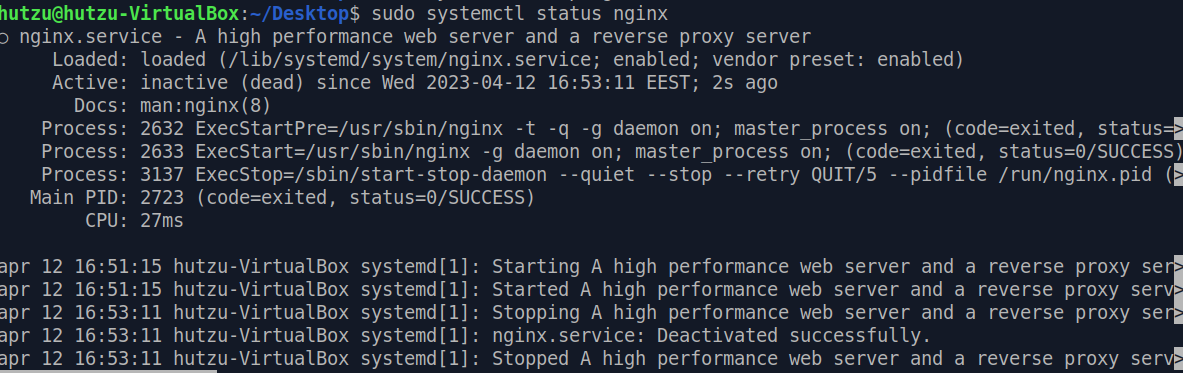 hutzu@hutzu-VirtualBox:~/Desktop$ sudo systemctl status nginx
○ nginx.service - A high performance web server and a reverse proxy server
     Loaded: loaded (/lib/systemd/system/nginx.service; enabled; vendor preset: enabled)
     Active: inactive (dead) since Wed 2023-04-12 16:53:11 EEST; 2s ago
       Docs: man:nginx(8)
    Process: 2632 ExecStartPre=/usr/sbin/nginx -t -q -g daemon on; master_process on; (code=exited, status=>
    Process: 2633 ExecStart=/usr/sbin/nginx -g daemon on; master_process on; (code=exited, status=0/SUCCESS)
    Process: 3137 ExecStop=/sbin/start-stop-daemon --quiet --stop --retry QUIT/5 --pidfile /run/nginx.pid (>
   Main PID: 2723 (code=exited, status=0/SUCCESS)
        CPU: 27ms

apr 12 16:51:15 hutzu-VirtualBox systemd[1]: Starting A high performance web server and a reverse proxy ser>
apr 12 16:51:15 hutzu-VirtualBox systemd[1]: Started A high performance web server and a reverse proxy serv>
apr 12 16:53:11 hutzu-VirtualBox systemd[1]: Stopping A high performance web server and a reverse proxy ser>
apr 12 16:53:11 hutzu-VirtualBox systemd[1]: nginx.service: Deactivated successfully.
apr 12 16:53:11 hutzu-VirtualBox systemd[1]: Stopped A high performance web server and a reverse proxy serv>